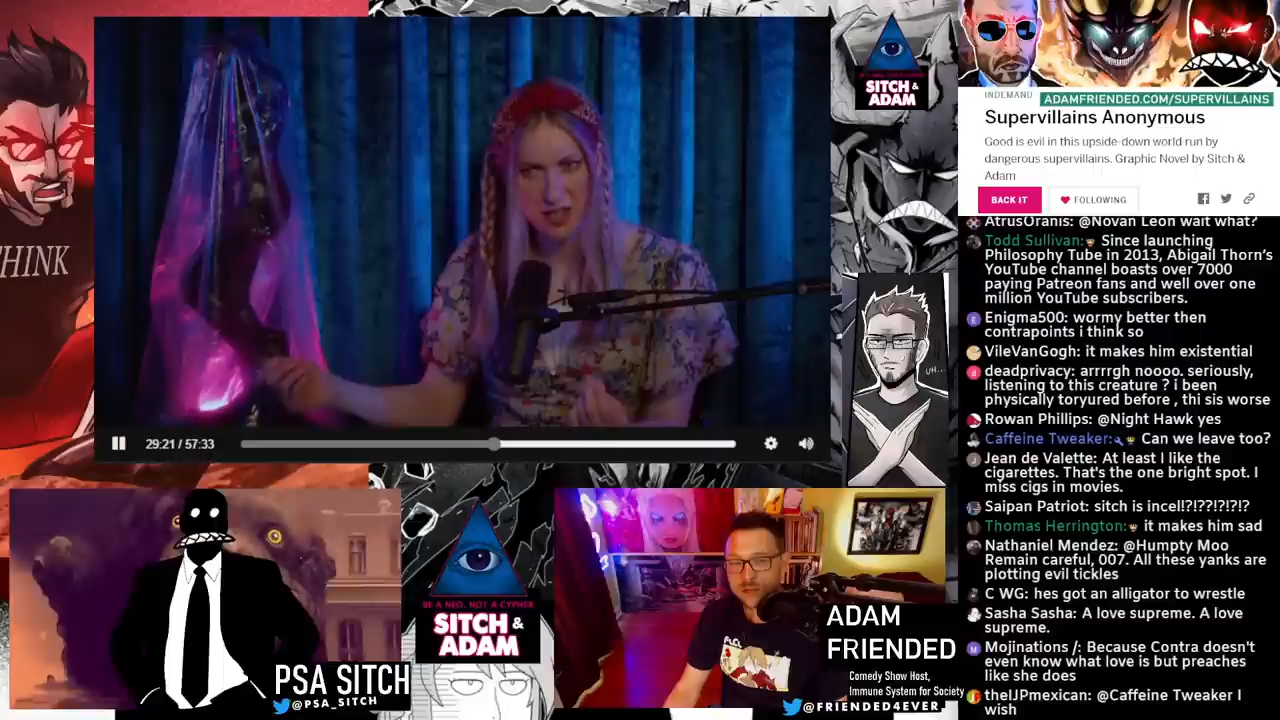 THINK
29:21 / 57:33
SITCH &
ADAM
UH..
INDEMAND
ADAMFRIENDED.COM/SUPERVILLAINS
Supervillains Anonymous
Good is evil in this upside-down world run by
dangerous supervillains. Graphic Novel by Sitch &
Adam
BACK IT
FOLLOWING
AtrusOranis: @Novan Leon wait what?
Todd Sullivan: Since launching
Philosophy Tube in 2013, Abigail Thorn's
YouTube channel boasts over 7000
paying Patreon fans and well over one
million YouTube subscribers.
Enigma500: wormy better then
contrapoints i think so
VileVanGogh: it makes him existential
deadprivacy: arrrrgh noooo. seriously,
listening to this creature ? i been
physically toryured before , thi sis worse
Rowan Phillips: @Night Hawk yes
Caffeine Tweaker: Can we leave too?
Jean de Valette: At least I like the
cigarettes. That's the one bright spot. I
miss cigs in movies.
Saipan Patriot: sitch is incel!?!??!?!?!?
Thomas Herrington: it makes him sad
Nathaniel Mendez: @Humpty Moo
Remain careful, 007. All these yanks are
plotting evil tickles
C WG: hes got an alligator to wrestle
Sasha Sasha: A love supreme. A love
supreme.
Mojinations /: Because Contra doesn't
even know what love is but preaches
like she does
theIJPmexican: @Caffeine Tweaker I
wish
PSA SITCH
@PSA_SITCH
BE A NEO, NOT A CYPHER
SITCH &
ADAM
ADAM
FRIENDED
Comedy Show Host,
Immune System for Society
@FRIENDED4EVER